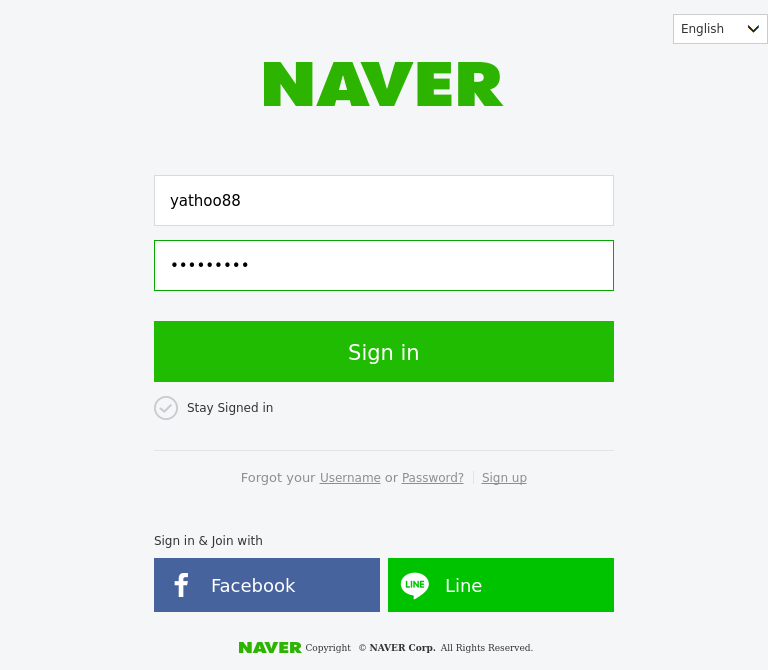 English
NAVER
yathoo88
•••••••••
Sign in
Stay Signed in
Forgot your Username or Password? Sign up
Sign in & Join with
Facebook
LINE Line
NAVER Copyright © NAVER Corp. All Rights Reserved.